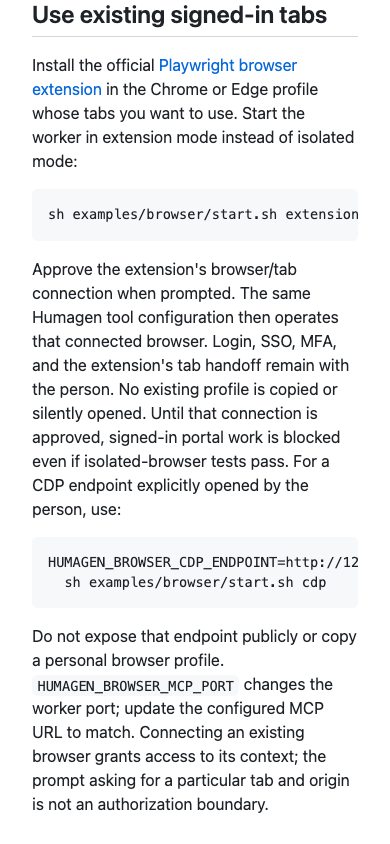 Use existing signed-in tabs
Install the official Playwright browser
extension in the Chrome or Edge profile
whose tabs you want to use. Start the
worker in extension mode instead of isolated
mode:
sh examples/browser/start.sh extension
Approve the extension's browser/tab
connection when prompted. The same
Humagen tool configuration then operates
that connected browser. Login, SSO, MFA,
and the extension's tab handoff remain with
the person. No existing profile is copied or
silently opened. Until that connection is
approved, signed-in portal work is blocked
even if isolated-browser tests pass. For a
CDP endpoint explicitly opened by the
person, use:
HUMAGEN_BROWSER_CDP_ENDPOINT=http://12
sh examples/browser/start.sh cdp
Do not expose that endpoint publicly or copy
a personal browser profile.
HUMAGEN_BROWSER_MCP_PORT changes the
worker port; update the configured MCP
URL to match. Connecting an existing
browser grants access to its context; the
prompt asking for a particular tab and origin
is not an authorization boundary.